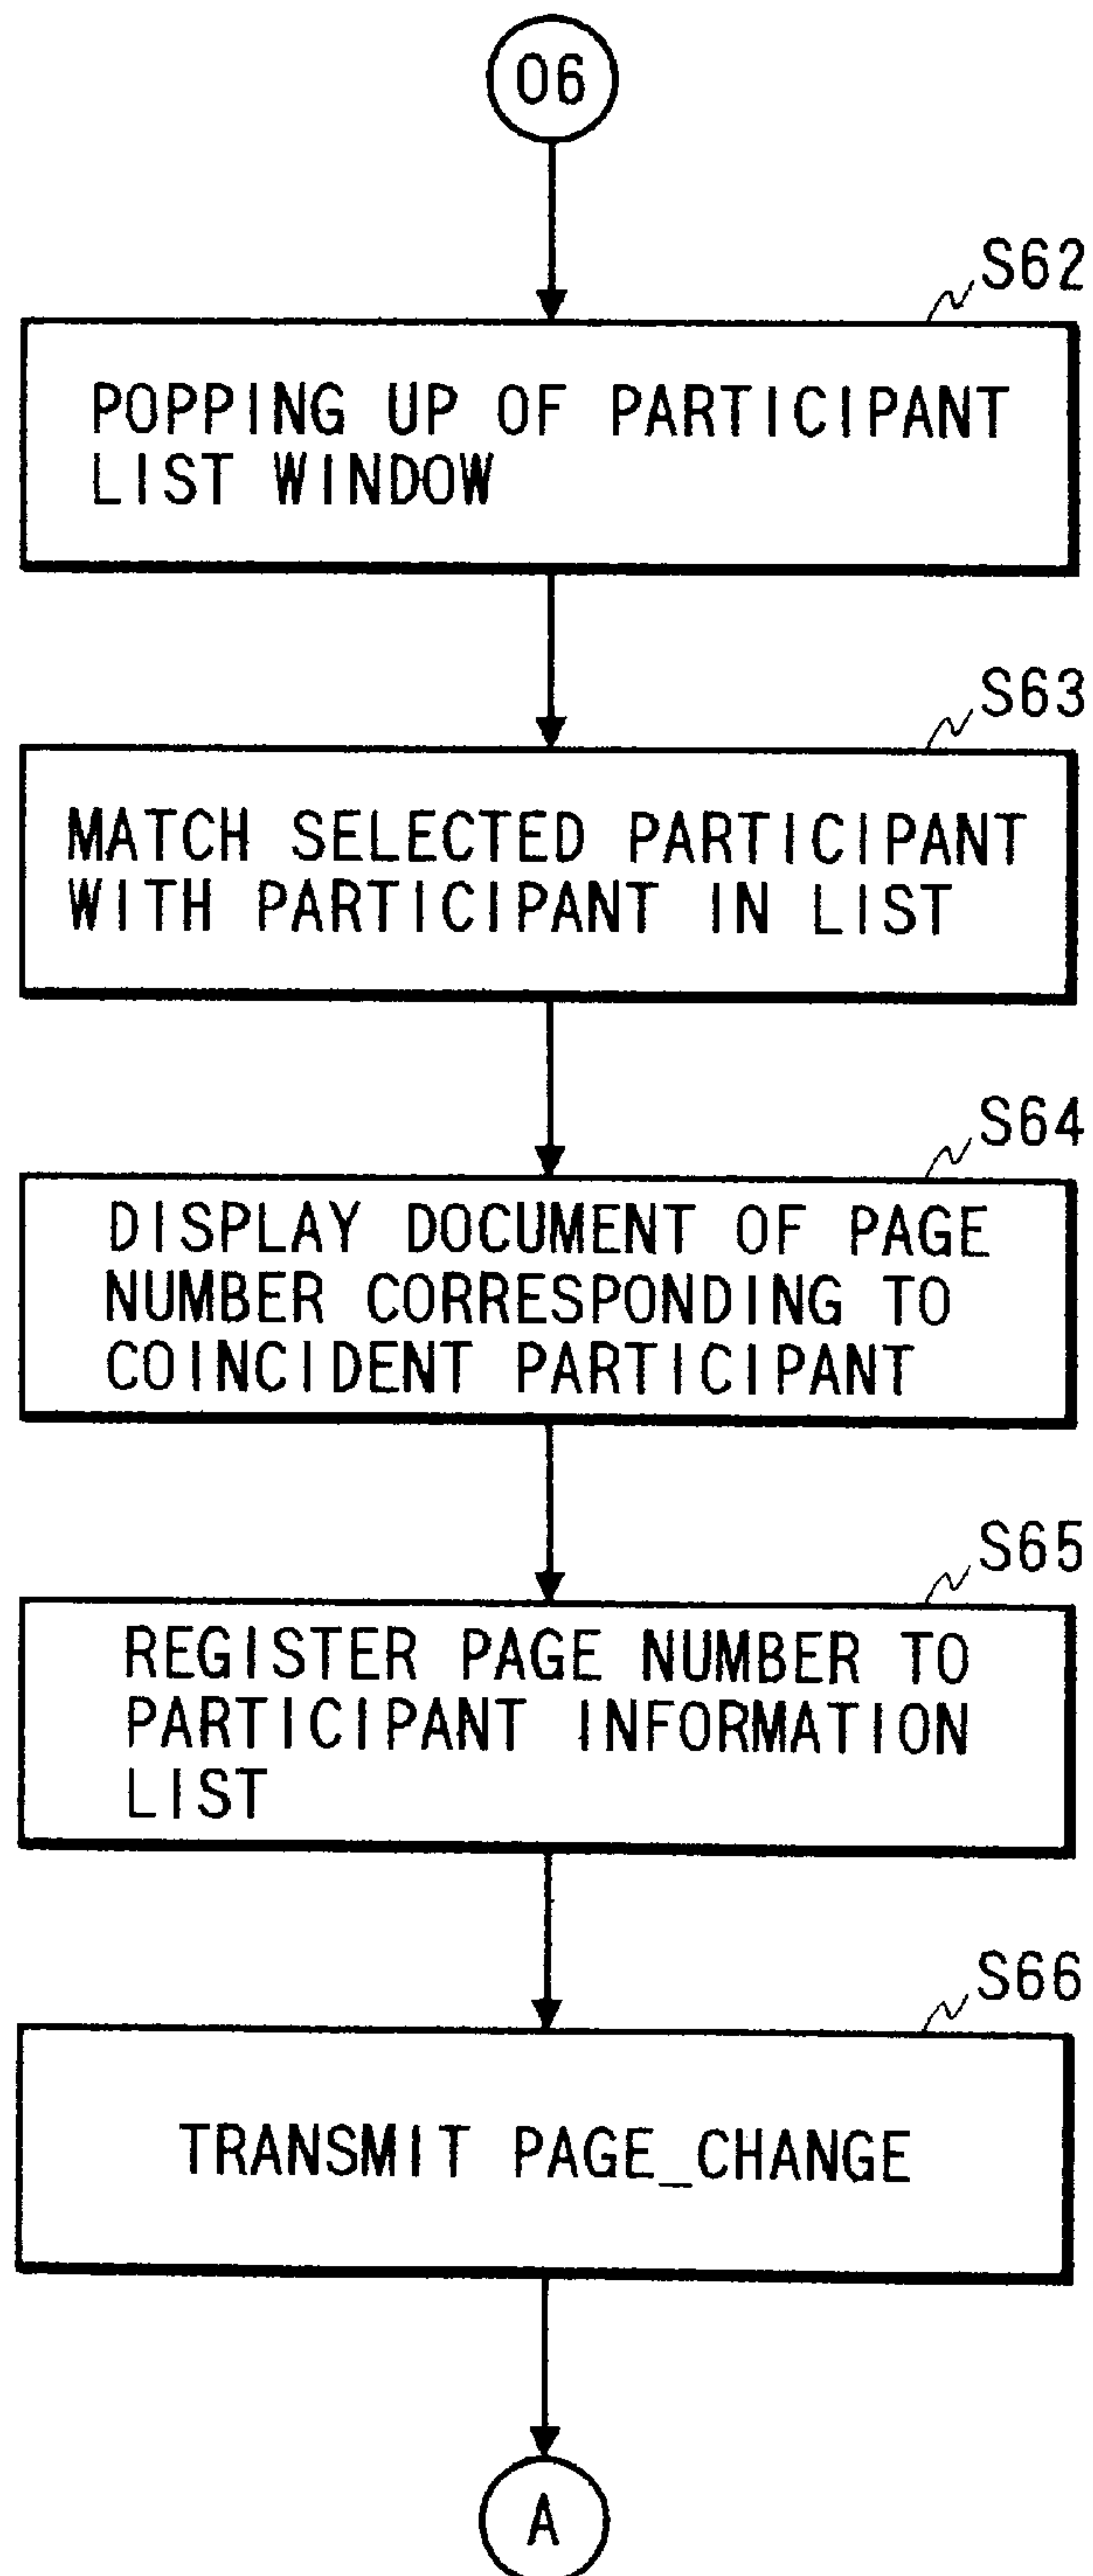 06
S62
POPPING UP OF PARTICIPANT
LIST WINDOW
S63
MATCH SELECTED PARTICIPANT
WITH PARTICIPANT IN LIST
S64
DISPLAY DOCUMENT OF PAGE
NUMBER CORRESPONDING TO
COINCIDENT PARTICIPANT
S65
REGISTER PAGE NUMBER TO
PARTICIPANT INFORMATION
LIST
S66
TRANSMIT PAGE_CHANGE
A